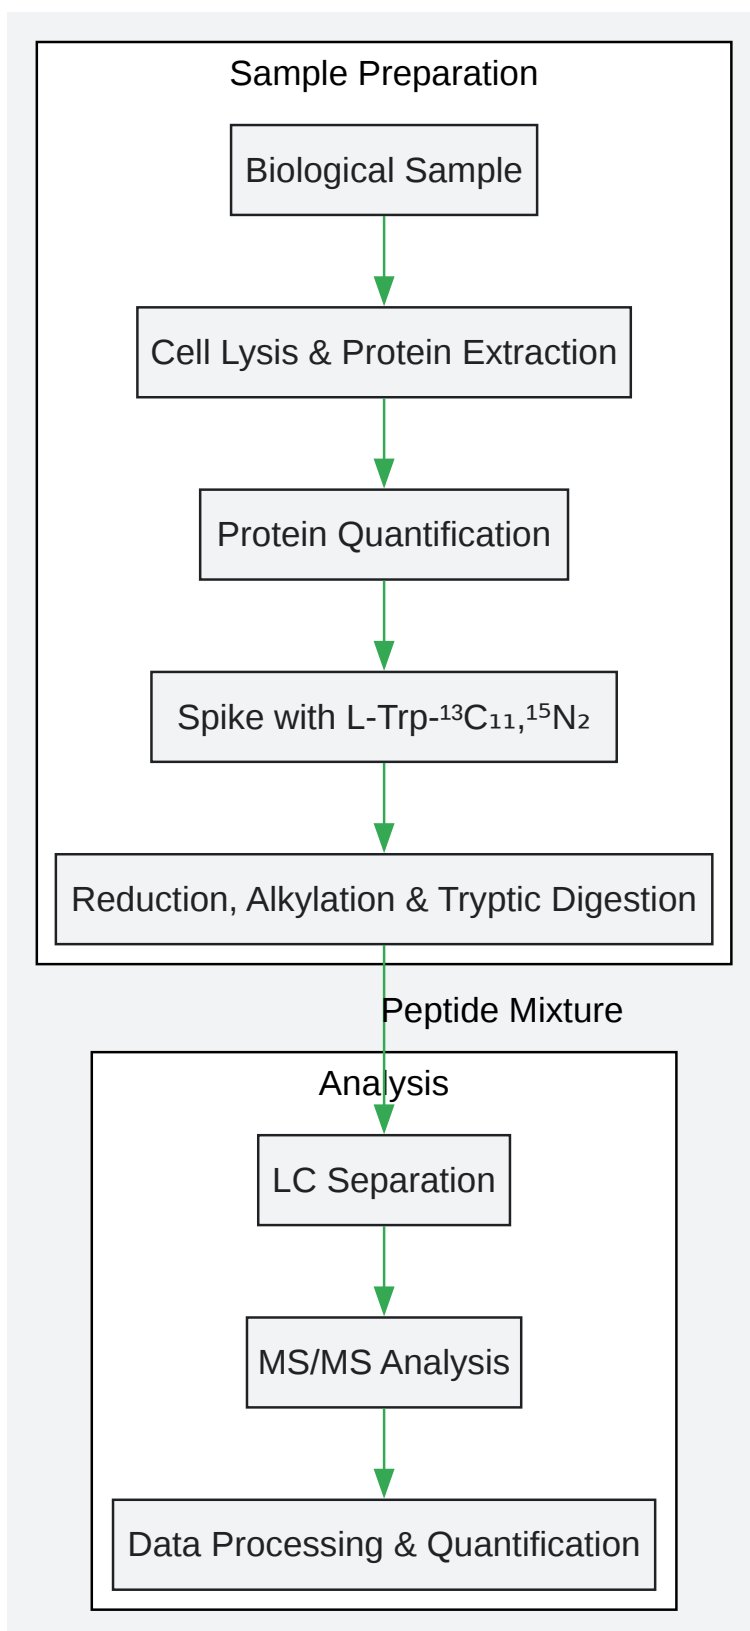 Sample Preparation
Biological Sample
Cell Lysis & Protein Extraction
Protein Quantification
Spike with L-Trp-¹³C₁₁,¹⁵N₂
Reduction, Alkylation & Tryptic Digestion
Peptide Mixture
Analysis
LC Separation
MS/MS Analysis
Data Processing & Quantification